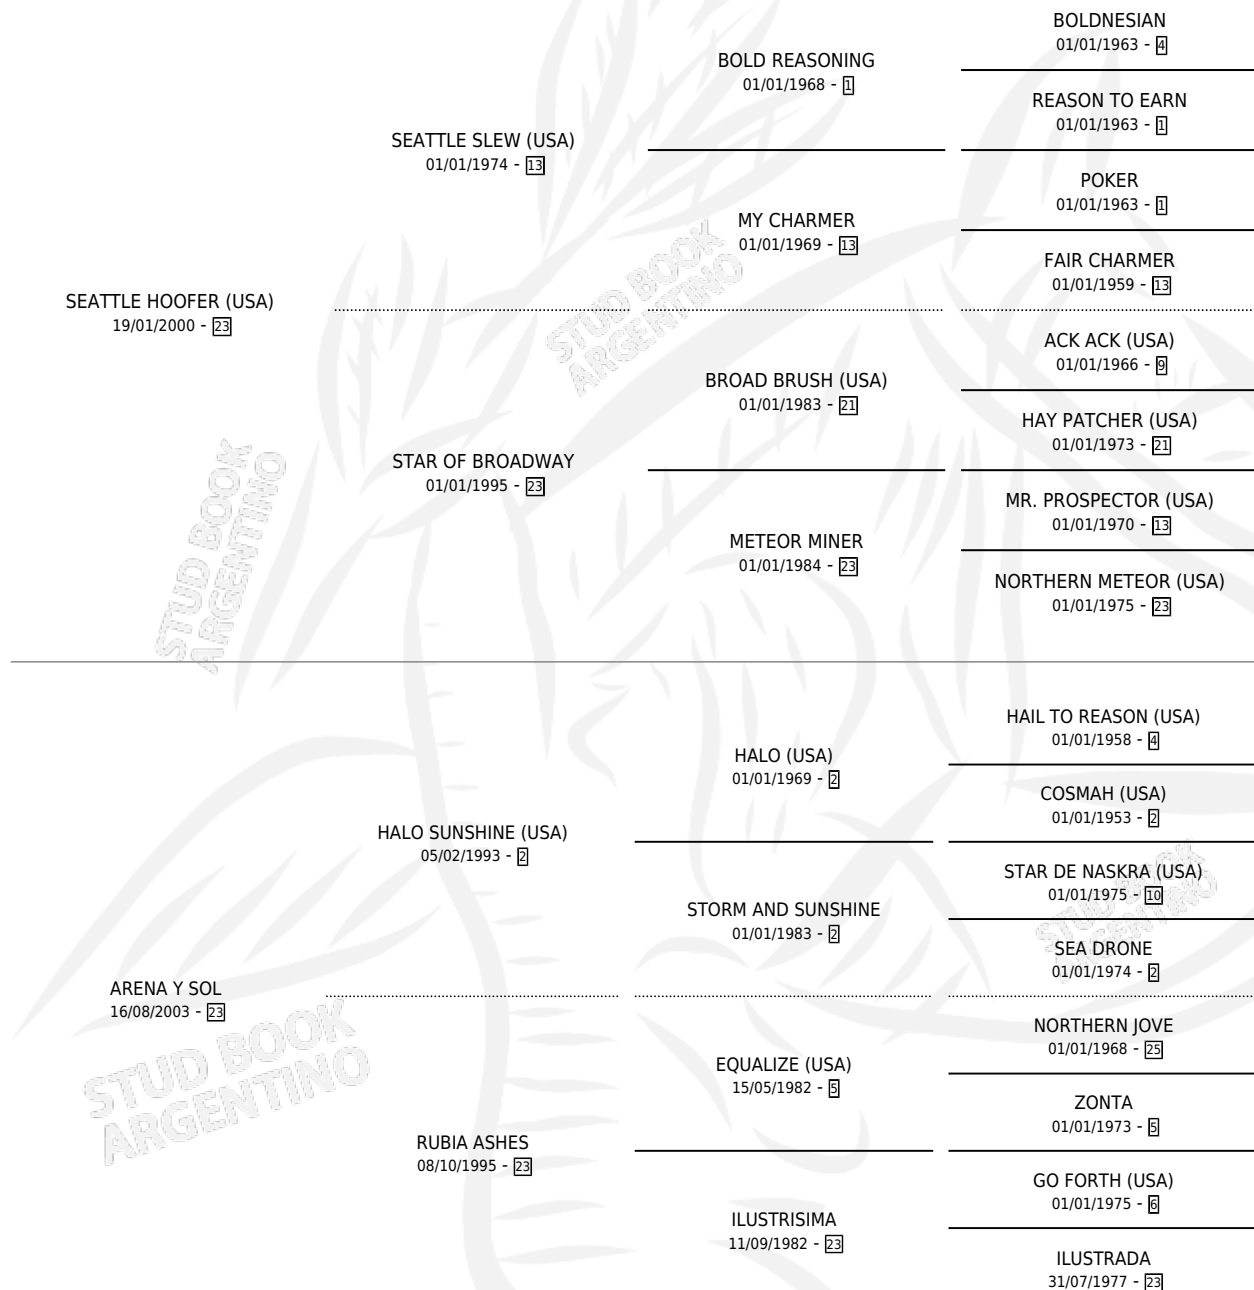 BOLDNESIAN
01/01/1963 - 4
BOLD REASONING
01/01/1968 - 1
REASON TO EARN
01/01/1963 - 1
SEATTLE SLEW (USA)
01/01/1974 - 13
POKER
01/01/1963 - 1
MY CHARMER
01/01/1969 - 13
FAIR CHARMER
01/01/1959 - 13
SEATTLE HOOFER (USA)
19/01/2000 - 23
STUD BOOK
ARGENTINO
ACK ACK (USA)
01/01/1966 - 9
BROAD BRUSH (USA)
01/01/1983 - 21
HAY PATCHER (USA)
01/01/1973 - 21
STAR OF BROADWAY
01/01/1995 - 23
MR. PROSPECTOR (USA)
01/01/1970 - 13
METEOR MINER
01/01/1984 - 23
NORTHERN METEOR (USA)
01/01/1975 - 23
STUD BOOK
ARGENTINO
HAIL TO REASON (USA)
01/01/1958 - 4
HALO (USA)
01/01/1969 - 2
COSMAH (USA)
01/01/1953 - 2
HALO SUNSHINE (USA)
05/02/1993 - 2
STAR DE NASKRA (USA)
01/01/1975 - 10
STORM AND SUNSHINE
01/01/1983 - 2
SEA DRONE
01/01/1974 - 2
STUD BOOK
ARGENTINO
ARENA Y SOL
16/08/2003 - 23
NORTHERN JOVE
01/01/1968 - 25
EQUALIZE (USA)
15/05/1982 - 5
ZONTA
01/01/1973 - 5
STUD BOOK
ARGENTINO
RUBIA ASHES
08/10/1995 - 23
GO FORTH (USA)
01/01/1975 - 6
ILUSTRISIMA
11/09/1982 - 23
ILUSTRADA
31/07/1977 - 23